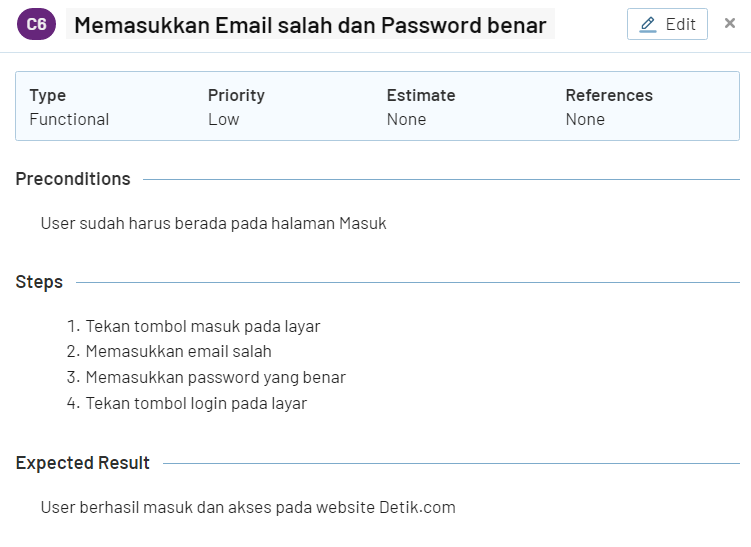 C6 Memasukkan Email salah dan Password benar Edit ×
Type Priority Estimate References
Functional Low None None
Preconditions
User sudah harus berada pada halaman Masuk
Steps
1. Tekan tombol masuk pada layar
2. Memasukkan email salah
3. Memasukkan password yang benar
4. Tekan tombol login pada layar
Expected Result
User berhasil masuk dan akses pada website Detik.com